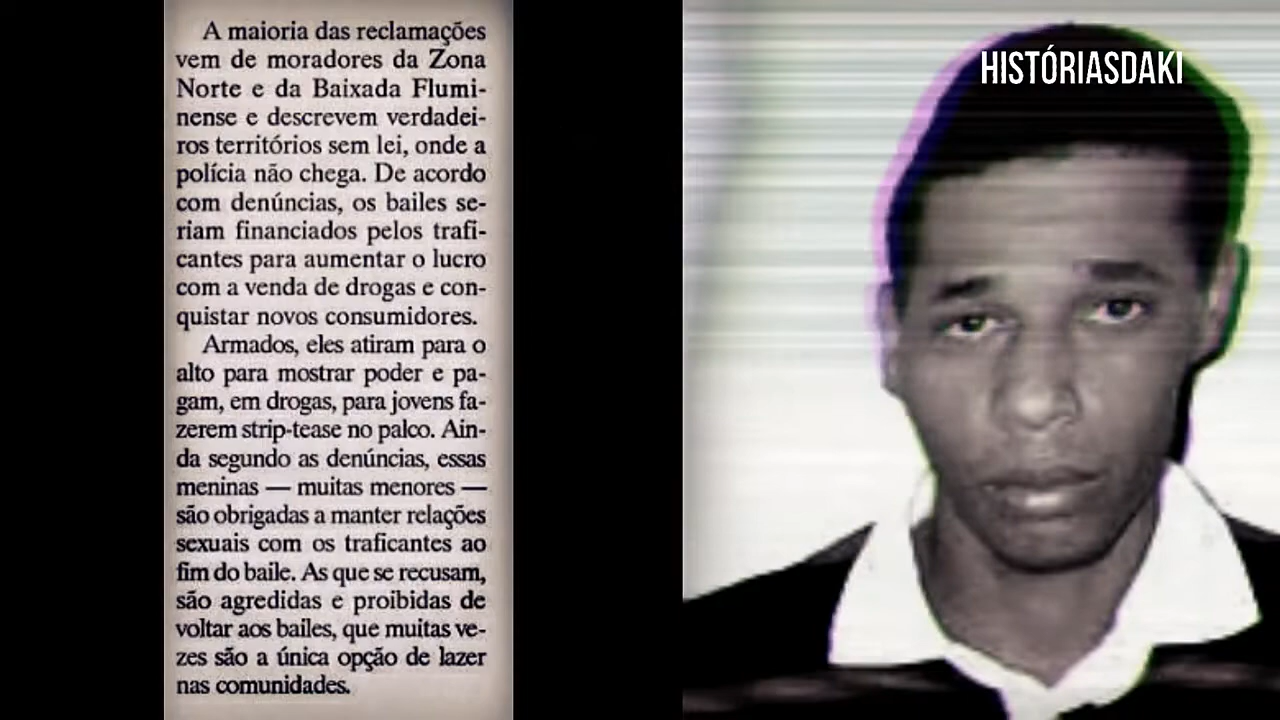 A maioria das reclamações
vem de moradores da Zona
Norte e da Baixada Flumi-
nense e descrevem verdadei-
ros territórios sem lei, onde a
polícia não chega. De acordo
com denúncias, os bailes se-
riam financiados pelos trafi-
cantes para aumentar o lucro
com a venda de drogas e con-
quistar novos consumidores.
Armados, eles atiram para o
alto para mostrar poder e pa-
gam, em drogas, para jovens fa-
zerem strip-tease no palco. Ain-
da segundo as denúncias, essas
meninas — muitas menores —
são obrigadas a manter relações
sexuais com os traficantes ao
fim do baile. As que se recusam,
são agredidas e proibidas de
voltar aos bailes, que muitas ve-
zes são a única opção de lazer
nas comunidades.
HISTÓRIASDAKI